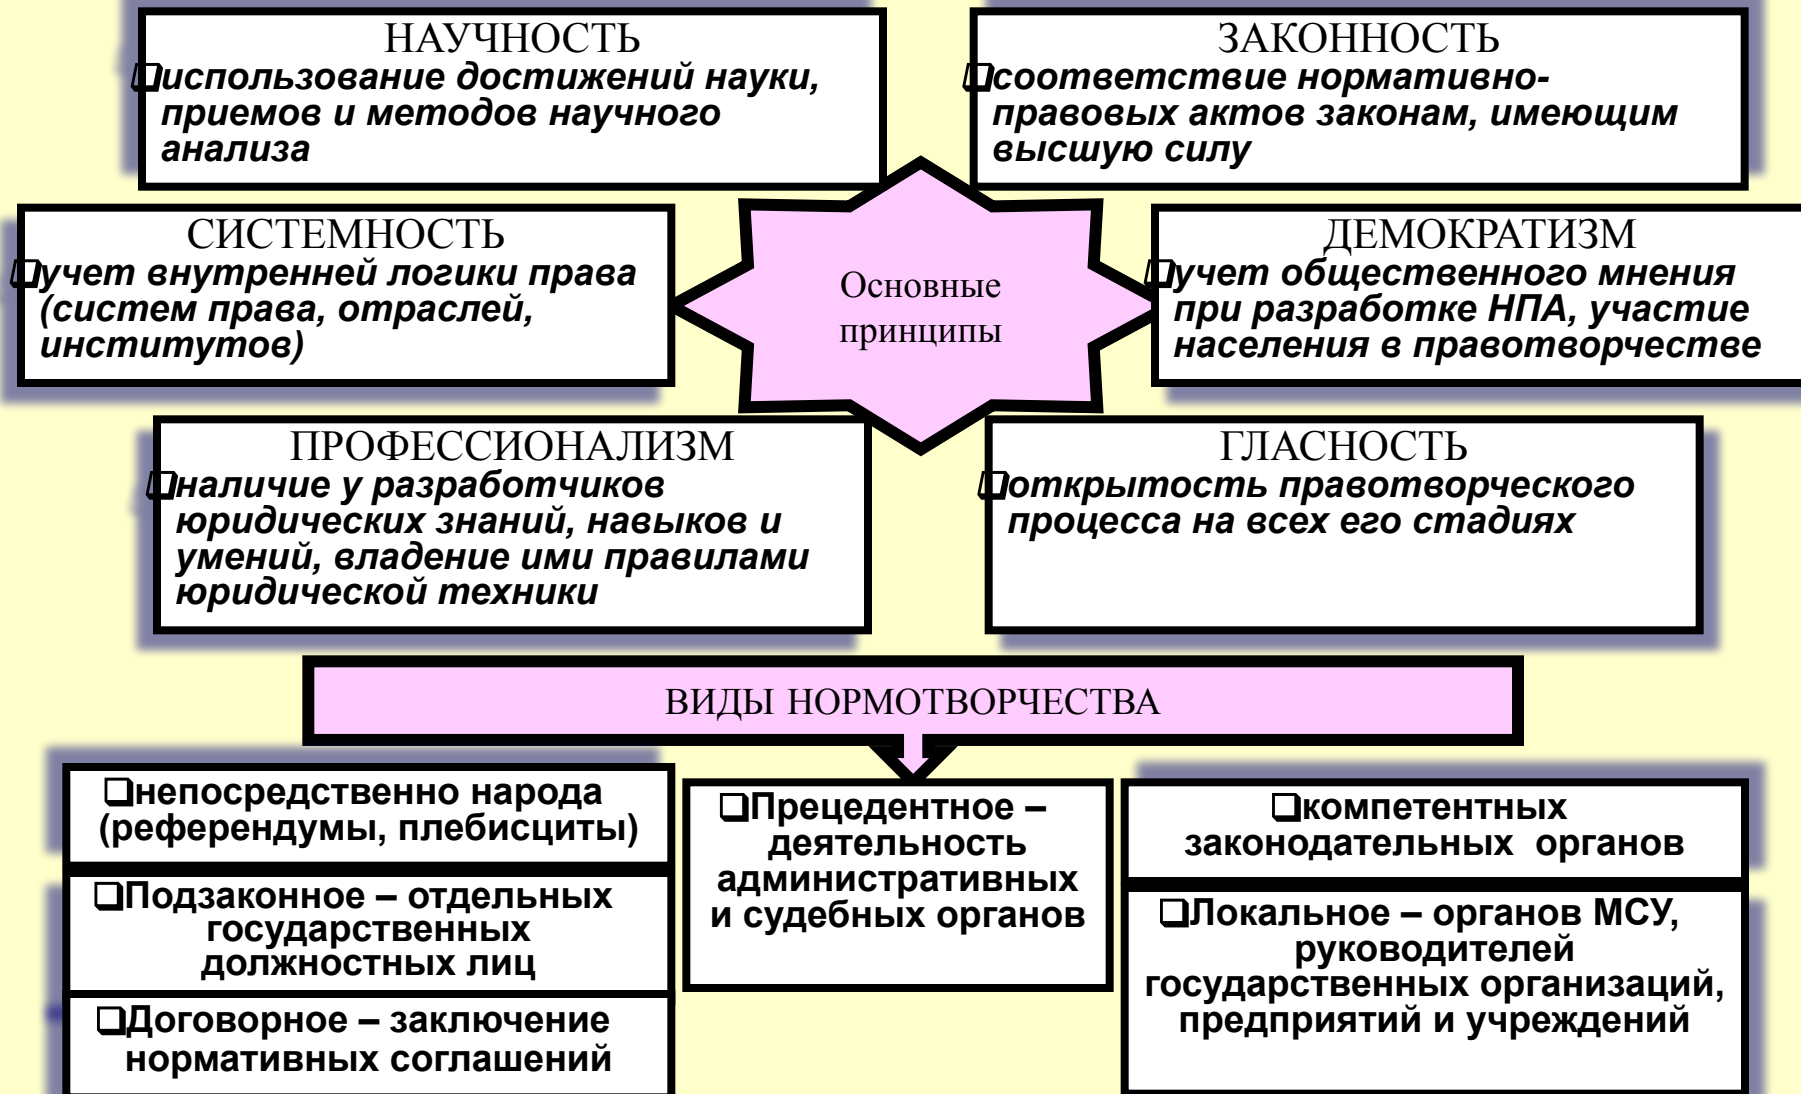 НАУЧНОСТЬ
❑использование достижений науки,
приемов и методов научного
анализа
ЗАКОННОСТЬ
❑соответствие нормативно-
правовых актов законам, имеющим
высшую силу
СИСТЕМНОСТЬ
❑учет внутренней логики права
(систем права, отраслей,
институтов)
Основные
принципы
ДЕМОКРАТИЗМ
❑учет общественного мнения
при разработке НПА, участие
населения в правотворчестве
ПРОФЕССИОНАЛИЗМ
❑наличие у разработчиков
юридических знаний, навыков и
умений, владение ими правилами
юридической техники
ГЛАСНОСТЬ
❑открытость правотворческого
процесса на всех его стадиях
ВИДЫ НОРМОТВОРЧЕСТВА
❑непосредственно народа
(референдумы, плебисциты)
❑Подзаконное – отдельных
государственных
должностных лиц
❑Договорное – заключение
нормативных соглашений
❑Прецедентное –
деятельность
административных
и судебных органов
❑компетентных
законодательных органов
❑Локальное – органов МСУ,
руководителей
государственных организаций,
предприятий и учреждений